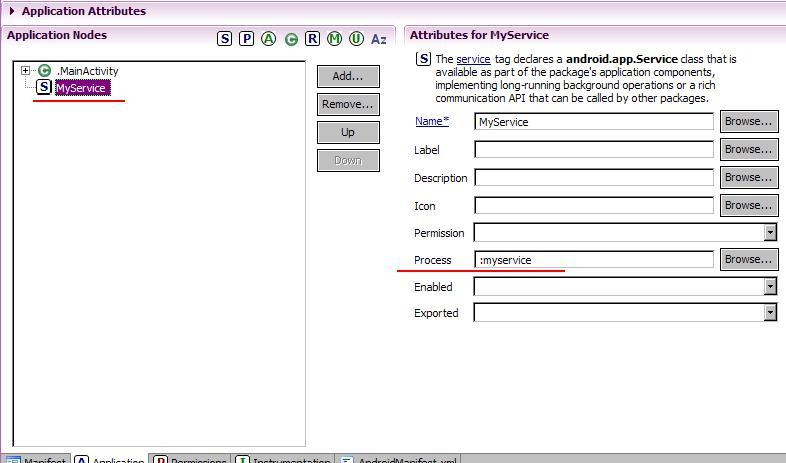 Application Attributes
Application Nodes
S P A C R M U Az
.MainActivity
S MyService
Add...
Remove...
Up
Down
Attributes for MyService
S The service tag declares a android.app.Service class that is
available as part of the package's application components,
implementing long-running background operations or a rich
communication API that can be called by other packages.
Name* MyService Browse...
Label Browse...
Description Browse...
Icon Browse...
Permission
Process :myservice Browse...
Enabled
Exported
Manifest A Application P Permissions I Instrumentation AndroidManifest.xml